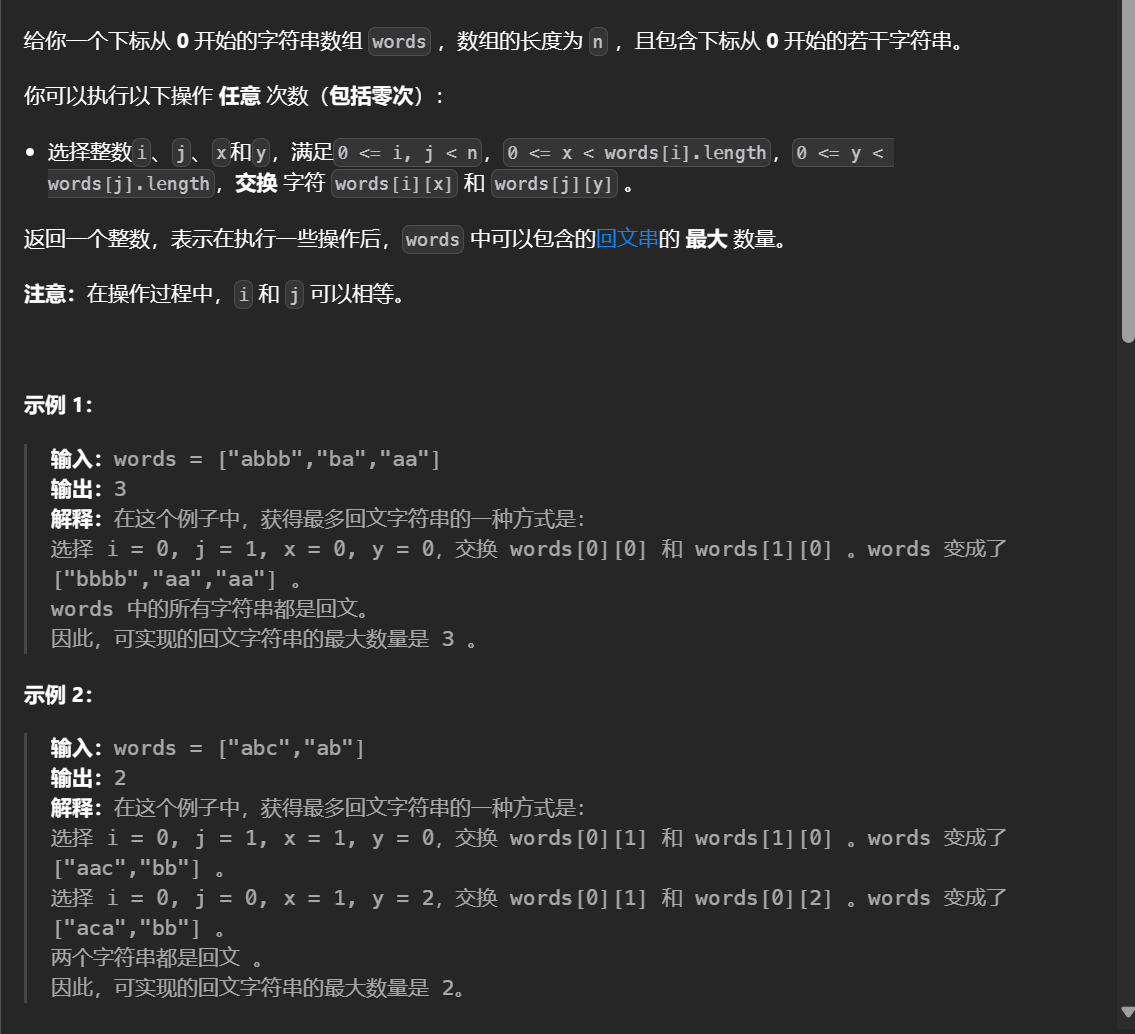 给你一个下标从 0 开始的字符串数组 words ，数组的长度为 n ，且包含下标从 0 开始的若干字符串。
你可以执行以下操作 任意 次数（包括零次）：
• 选择整数i、j、x和y，满足0 <= i, j < n，0 <= x < words[i].length，0 <= y <
words[j].length，交换 字符 words[i][x] 和 words[j][y] 。
返回一个整数，表示在执行一些操作后，words 中可以包含的回文串的 最大 数量。
注意：在操作过程中，i 和 j 可以相等。
示例 1：
输入：words = ["abbb","ba","aa"]
输出：3
解释：在这个例子中，获得最多回文字符串的一种方式是：
选择 i = 0, j = 1, x = 0, y = 0，交换 words[0][0] 和 words[1][0] 。words 变成了
["bbbb","aa","aa"] 。
words 中的所有字符串都是回文。
因此，可实现的回文字符串的最大数量是 3 。
示例 2：
输入：words = ["abc","ab"]
输出：2
解释：在这个例子中，获得最多回文字符串的一种方式是：
选择 i = 0, j = 1, x = 1, y = 0，交换 words[0][1] 和 words[1][0] 。words 变成了
["aac","bb"] 。
选择 i = 0, j = 0, x = 1, y = 2，交换 words[0][1] 和 words[0][2] 。words 变成了
["aca","bb"] 。
两个字符串都是回文 。
因此，可实现的回文字符串的最大数量是 2。